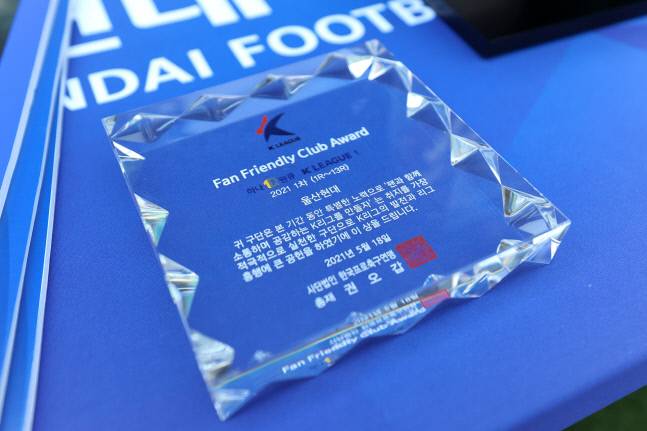 NDAI FOOTB
K LEAGUE
Fan Friendly Club Award
하나원큐 K LEAGUE 1
2021 1차 (1R~13R)
울산현대
귀 구단은 본 기간 동안 특별한 노력으로 '팬과 함께
소통하며 공감하는 K리그를 만들자'는 취지를 가장
적극적으로 실천한 구단으로 K리그의 발전과 리그
흥행에 큰 공헌을 하였기에 이 상을 드립니다.
2021년 5월 18일
사단법인 한국프로축구연맹
총재 권오갑